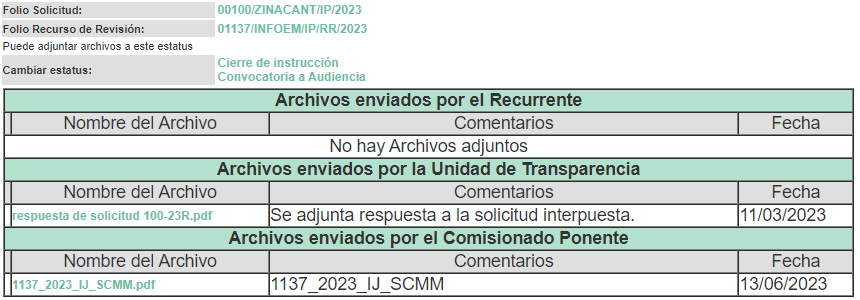 Folio Solicitud: 00100/ZINACANT/IP/2023
Folio Recurso de Revisión: 01137/INFOEM/IP/RR/2023
Puede adjuntar archivos a este estatus
Cambiar estatus: Cierre de instrucción
Convocatoria a Audiencia
Archivos enviados por el Recurrente
Nombre del Archivo Comentarios Fecha
No hay Archivos adjuntos
Archivos enviados por la Unidad de Transparencia
Nombre del Archivo Comentarios Fecha
respuesta de solicitud 100-23R.pdf Se adjunta respuesta a la solicitud interpuesta. 11/03/2023
Archivos enviados por el Comisionado Ponente
Nombre del Archivo Comentarios Fecha
1137_2023_IJ_SCMM.pdf 1137_2023_IJ_SCMM 13/06/2023